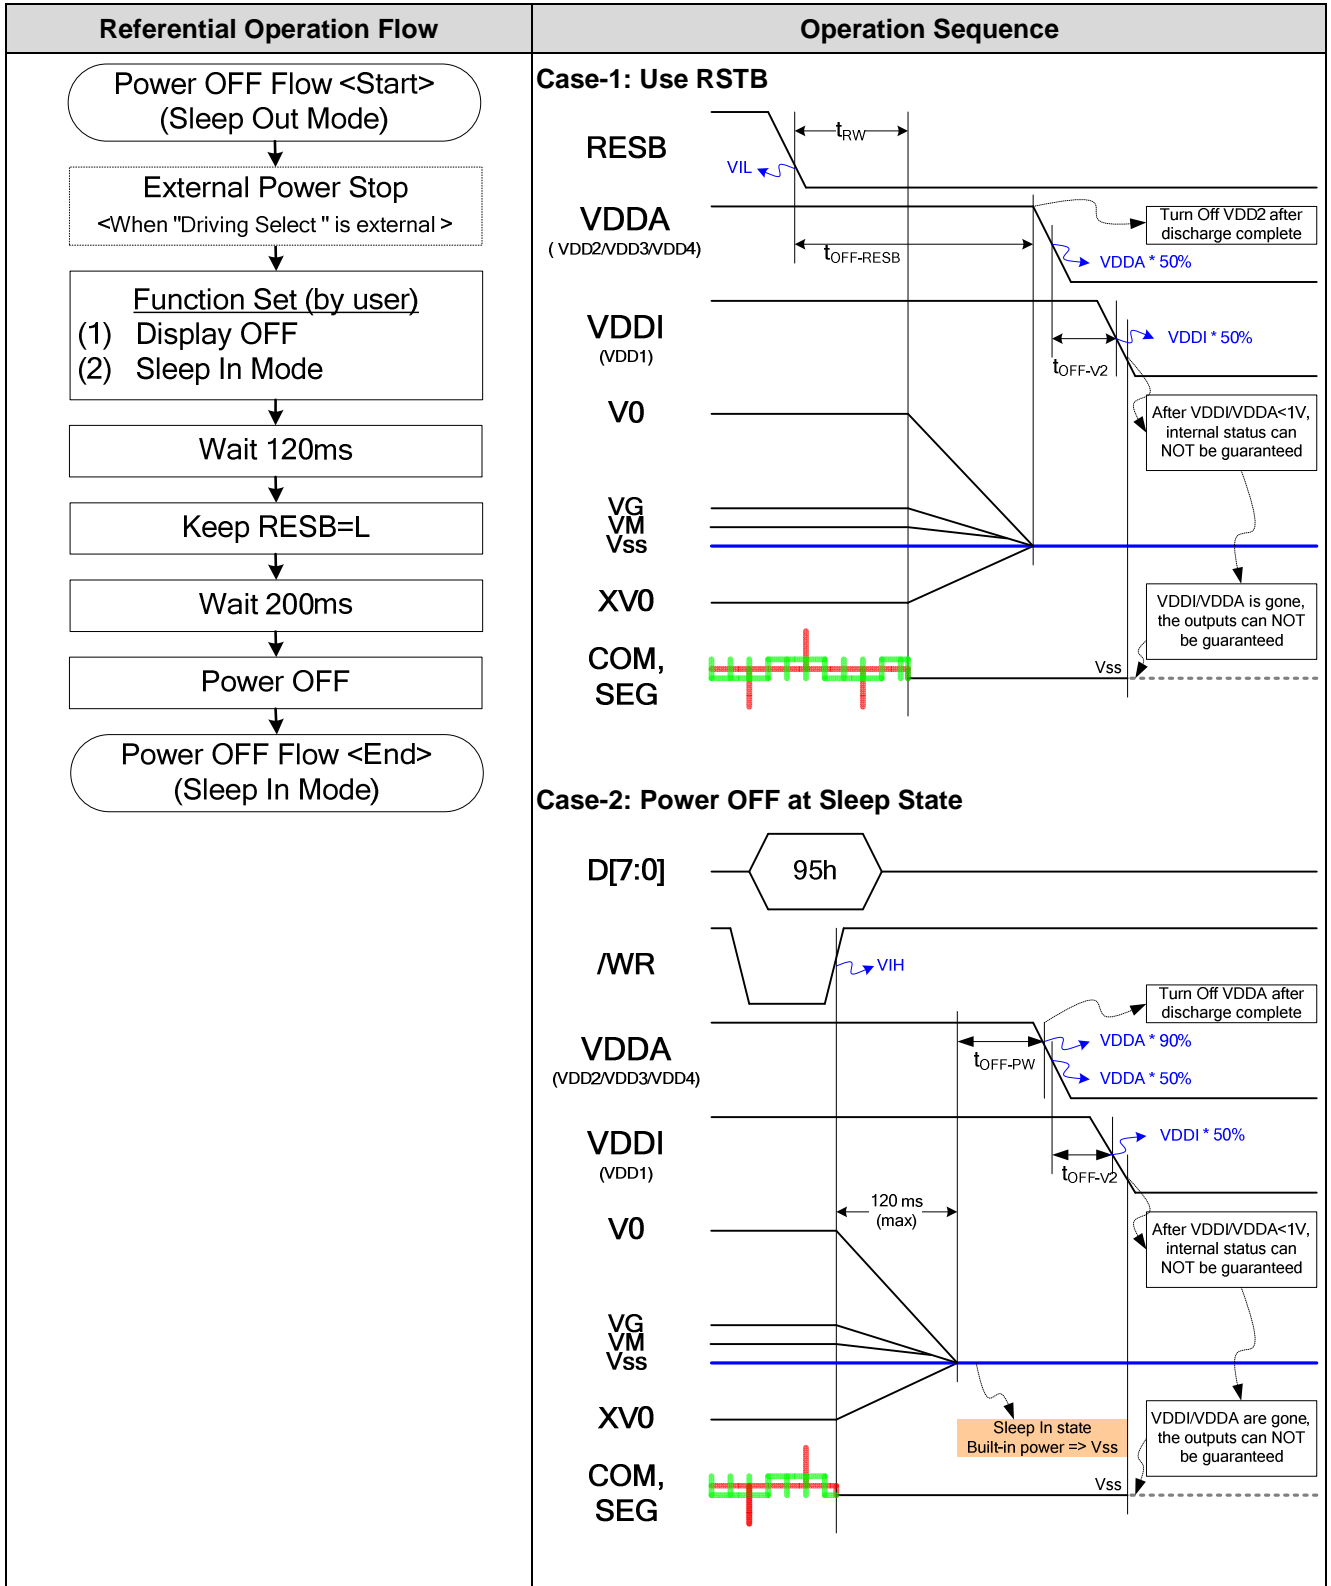 Referential Operation Flow
Operation Sequence
Power OFF Flow <Start>
(Sleep Out Mode)
External Power Stop
<When "Driving Select " is external >
Function Set (by user)
(1) Display OFF
(2) Sleep In Mode
Wait 120ms
Keep RESB=L
Wait 200ms
Power OFF
Power OFF Flow <End>
(Sleep In Mode)
Case-1: Use RSTB
RESB
tRW
VIL
VDDA
( VDD2/VDD3/VDD4)
Turn Off VDD2 after
discharge complete
tOFF-RESB
VDDA * 50%
VDDI
(VDD1)
VDDI * 50%
tOFF-V2
V0
After VDDI/VDDA<1V,
internal status can
NOT be guaranteed
VG
VM
Vss
XV0
VDDI/VDDA is gone,
the outputs can NOT
be guaranteed
COM,
SEG
Vss
Case-2: Power OFF at Sleep State
D[7:0]
95h
/WR
VIH
Turn Off VDDA after
discharge complete
VDDA
(VDD2/VDD3/VDD4)
tOFF-PW
VDDA * 90%
VDDA * 50%
VDDI
(VDD1)
VDDI * 50%
tOFF-V2
120 ms
(max)
V0
After VDDI/VDDA<1V,
internal status can
NOT be guaranteed
VG
VM
Vss
XV0
Sleep In state
Built-in power => Vss
VDDI/VDDA are gone,
the outputs can NOT
be guaranteed
COM,
SEG
Vss